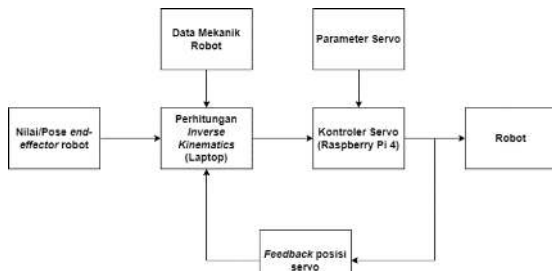 Data Mekanik
Robot
Parameter Servo
Nilai/Pose end-
effector robot
Perhitungan
Inverse
Kinematics
(Laptop)
Kontroler Servo
(Raspberry Pi 4)
Robot
Feedback posisi
servo